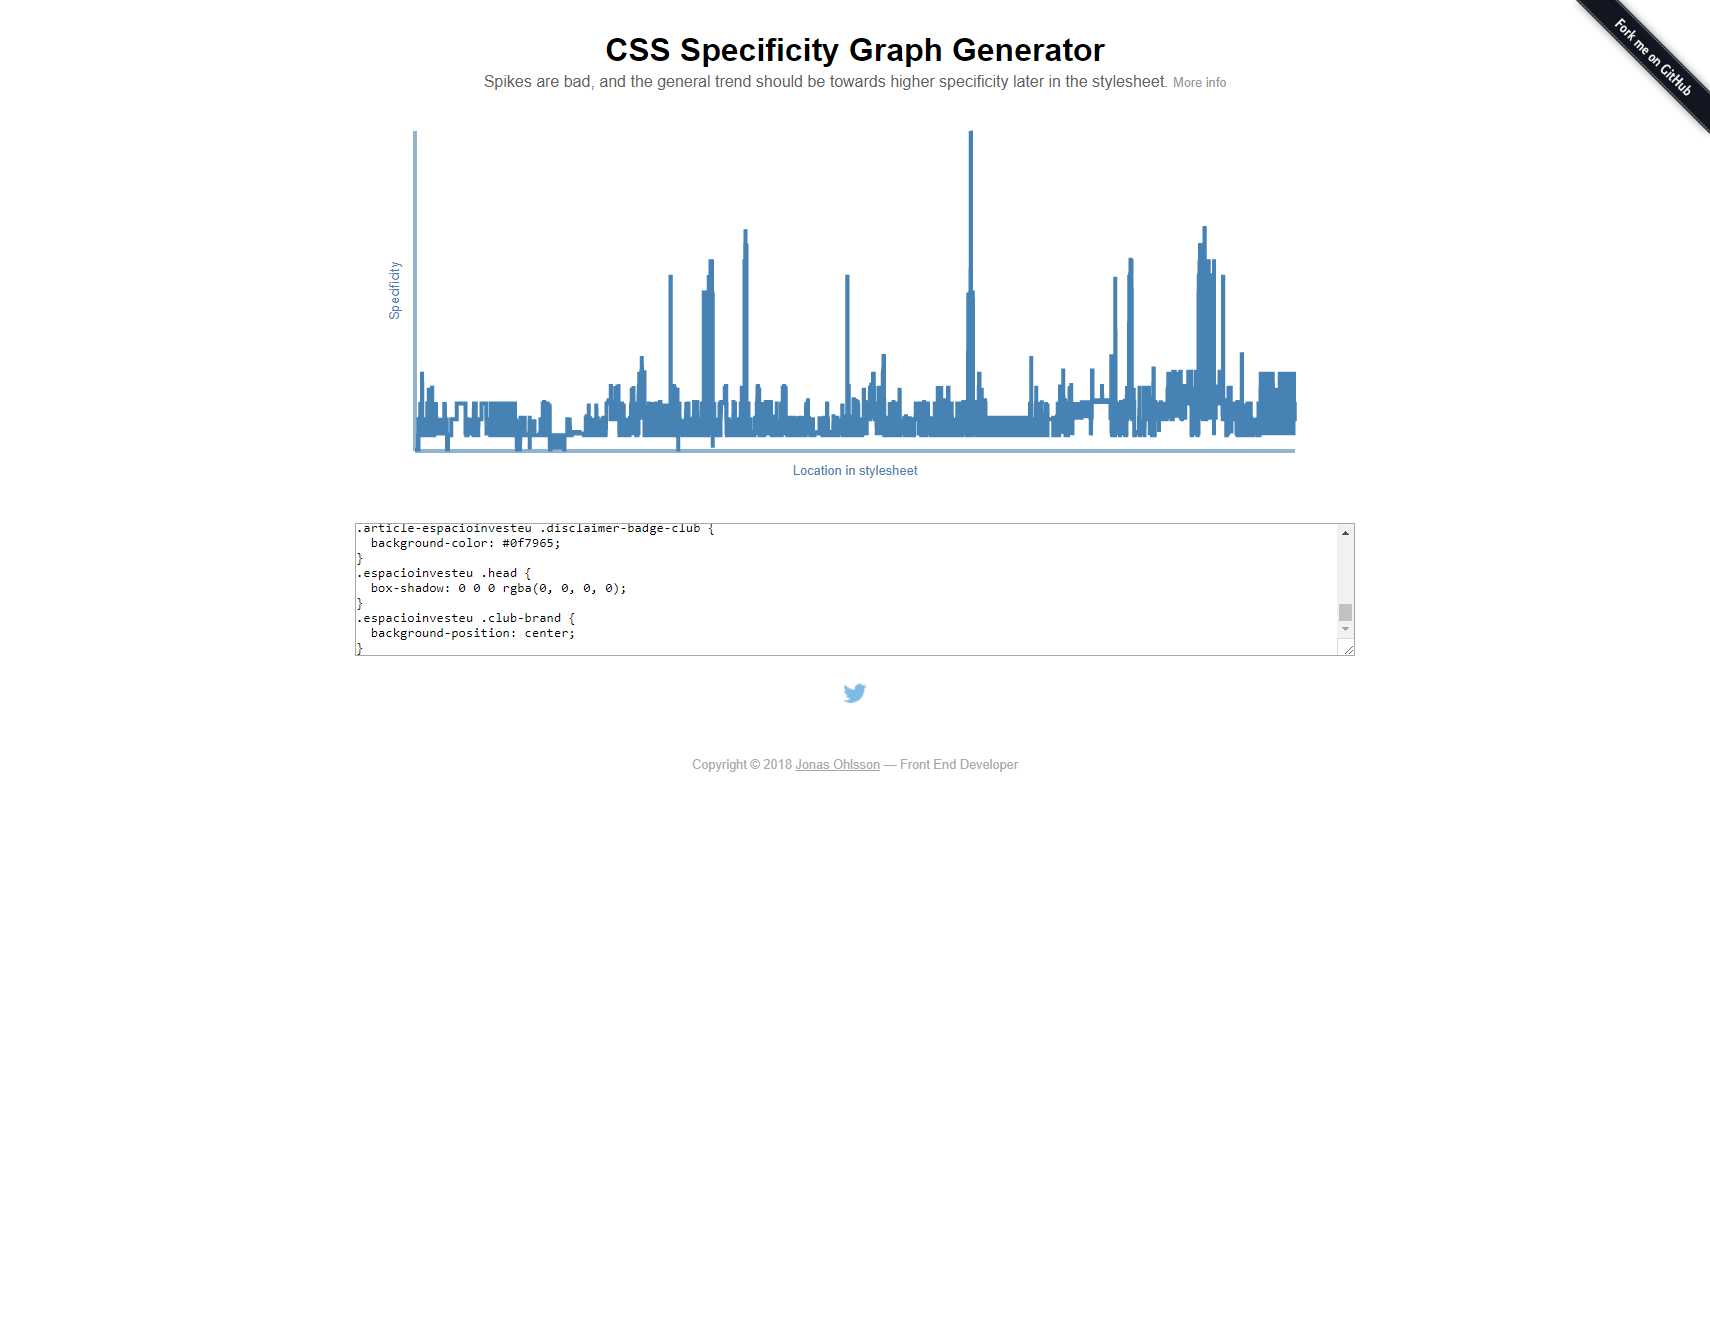 Fork me on GitHub
CSS Specificity Graph Generator
Spikes are bad, and the general trend should be towards higher specificity later in the stylesheet. More info
Specificity
Location in stylesheet
.article-espacioinvesteu .disclaimer-badge-club {
  background-color: #0f7965;
}
.espacioinvesteu .head {
  box-shadow: 0 0 0 rgba(0, 0, 0, 0);
}
.espacioinvesteu .club-brand {
  background-position: center;
}
Copyright © 2018 Jonas Ohlsson — Front End Developer